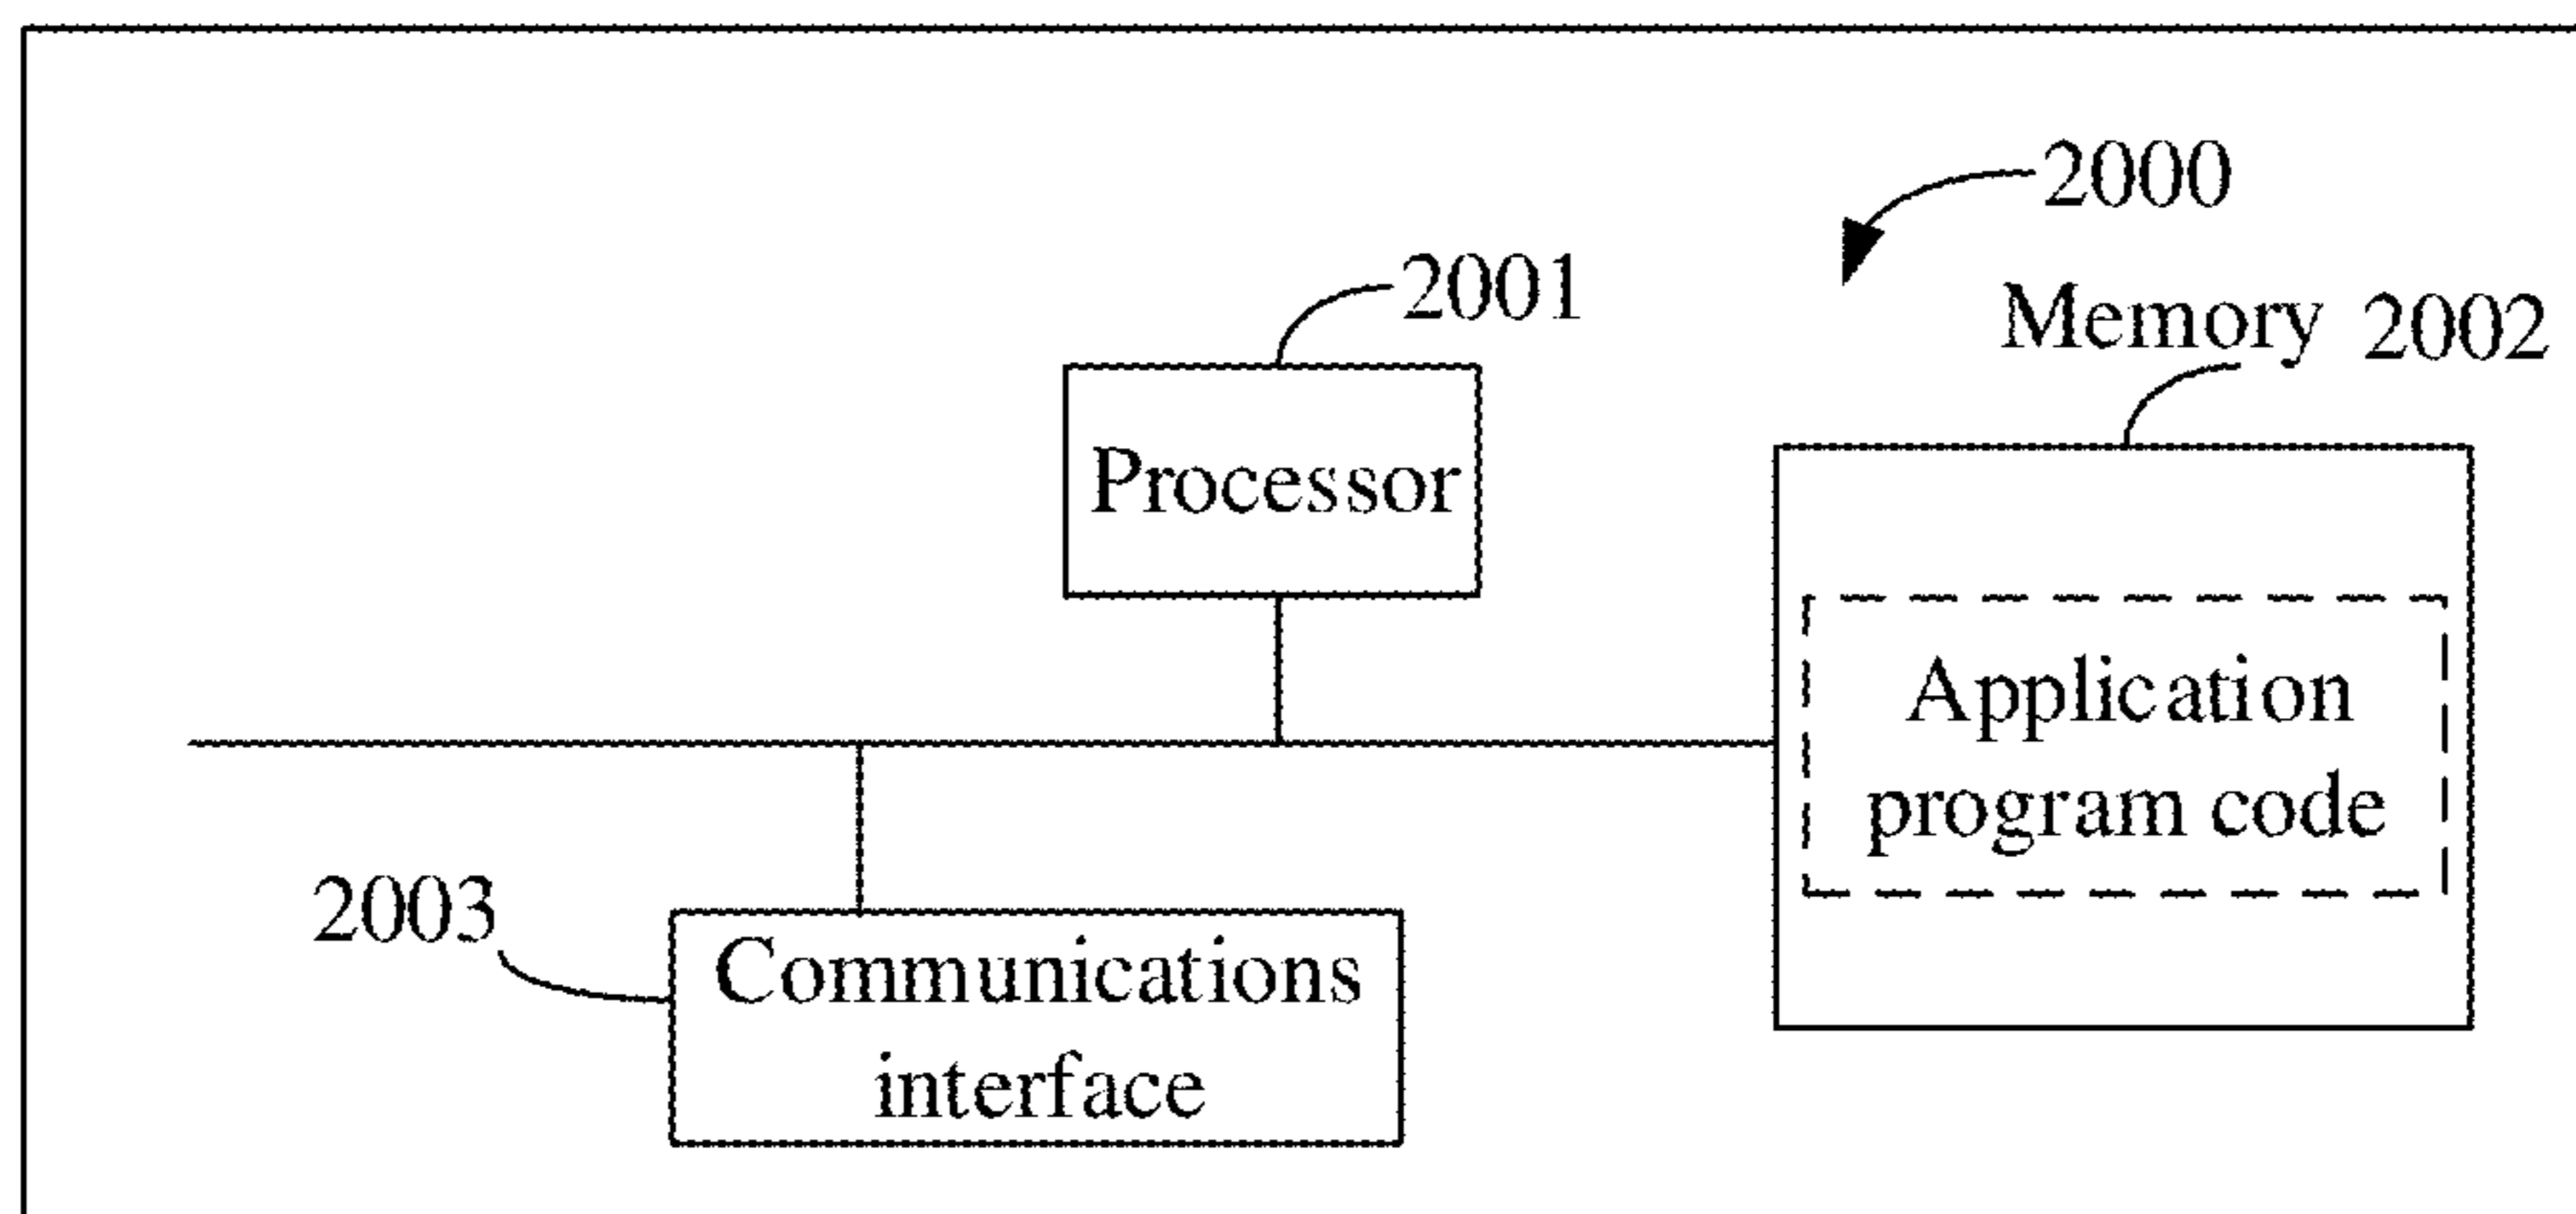 2000
2001
Memory 2002
Processor
Application
program code
2003
Communications
interface